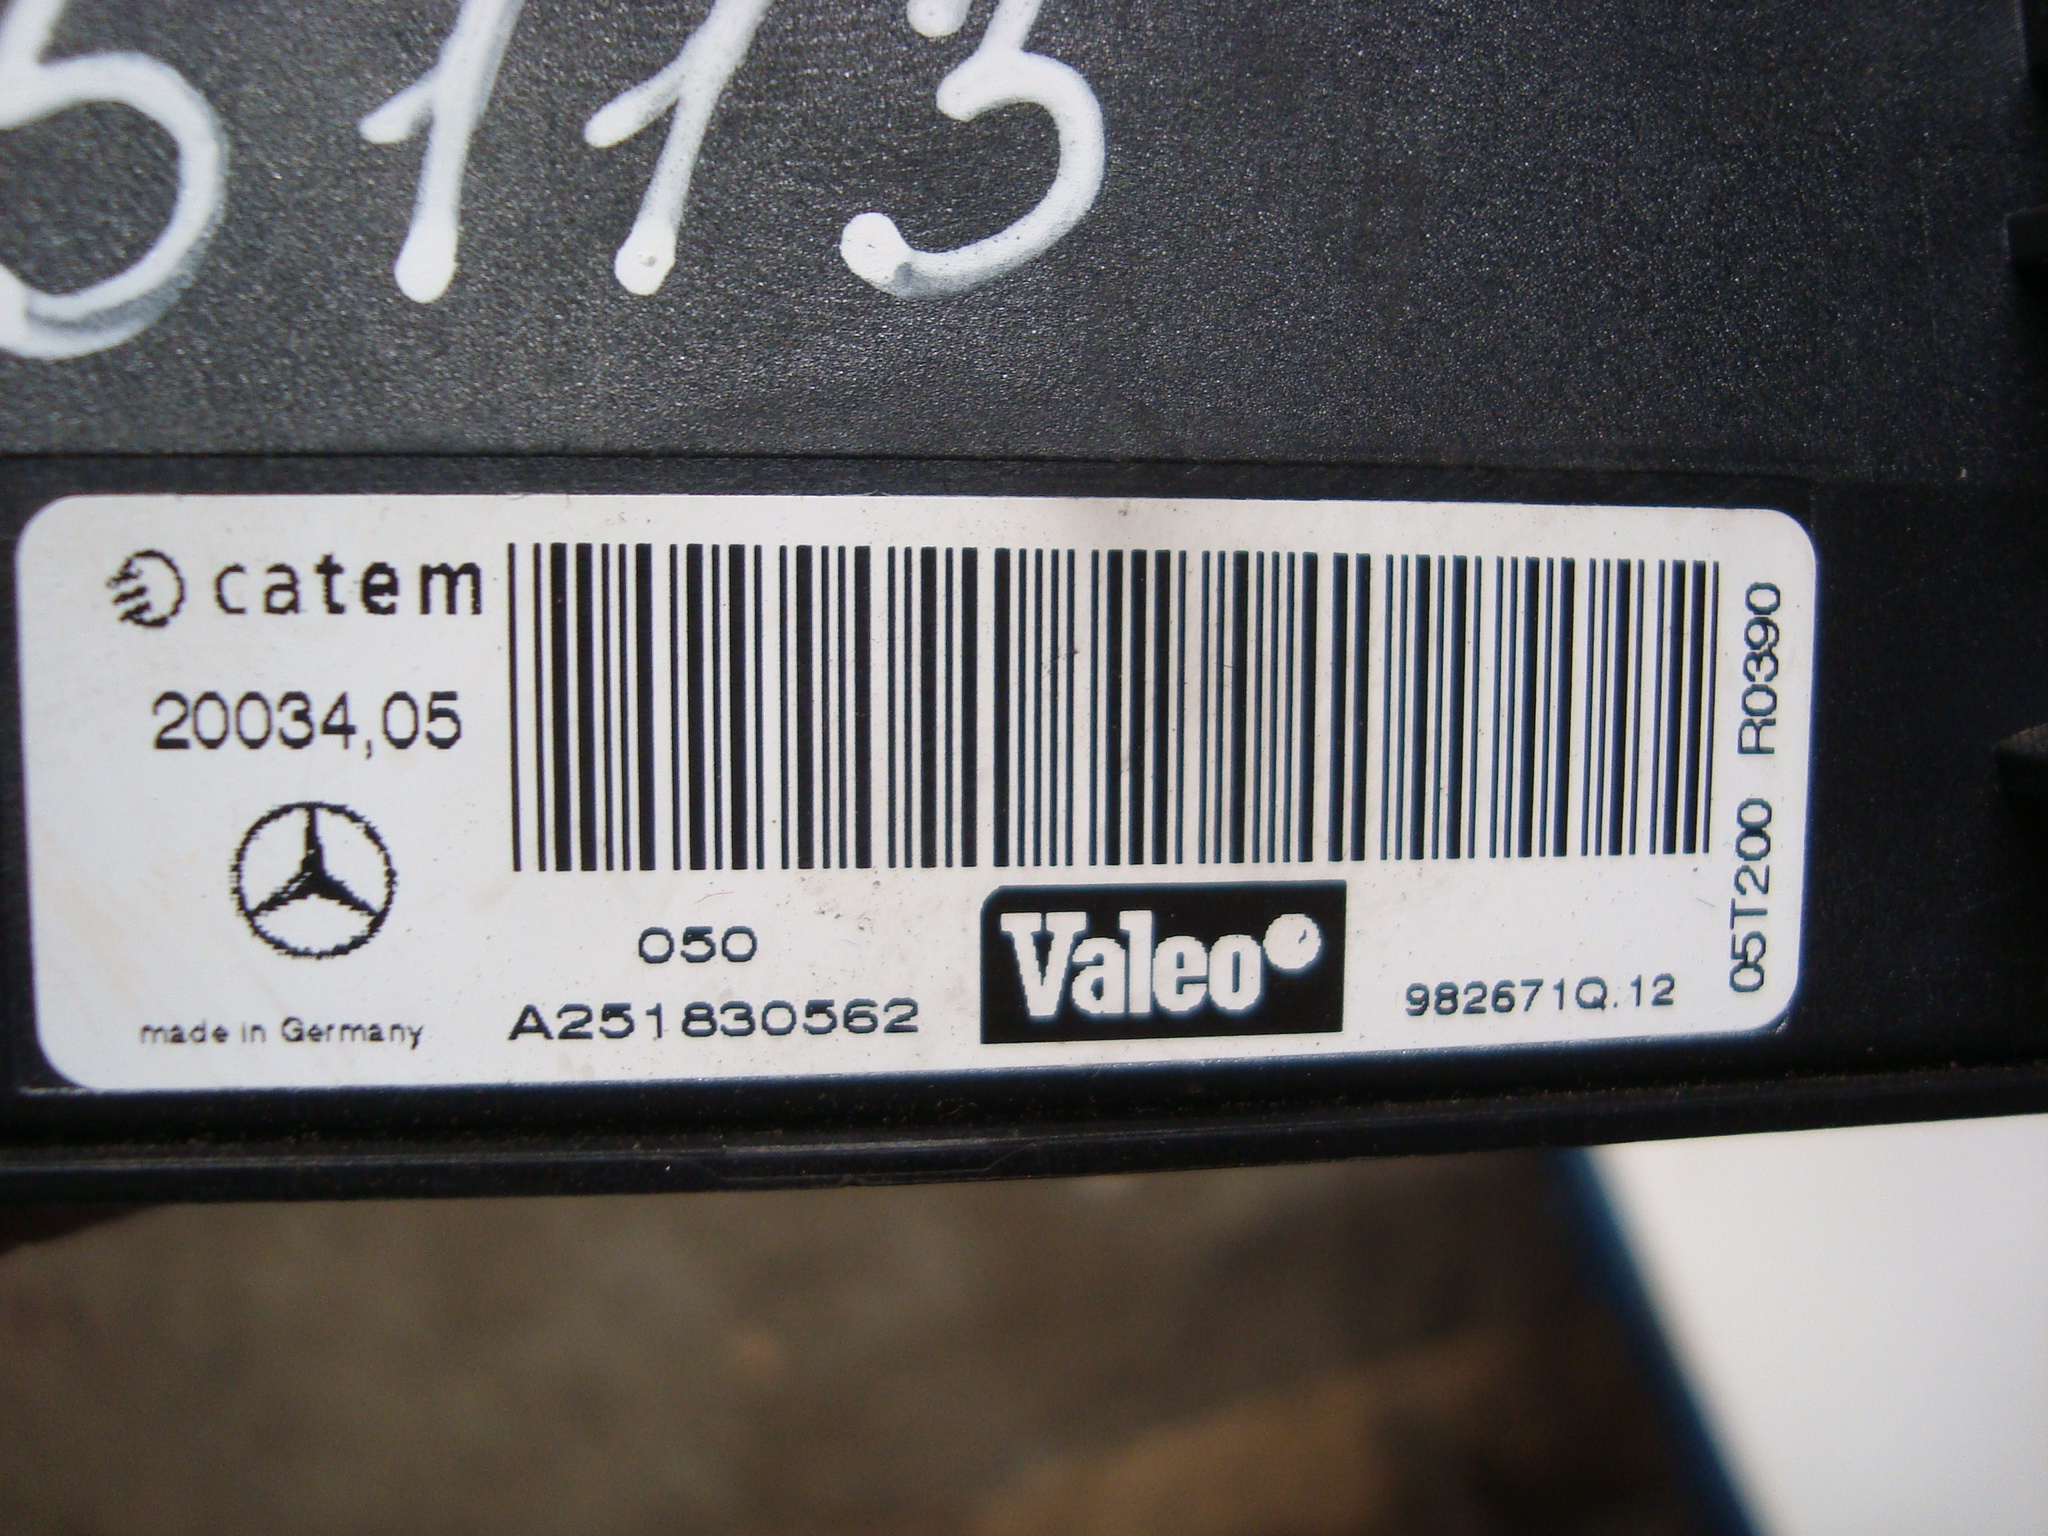 5113
catem
20034,05
made in Germany
050
A251830562
Valeo
982671Q.12
05T200 R0390